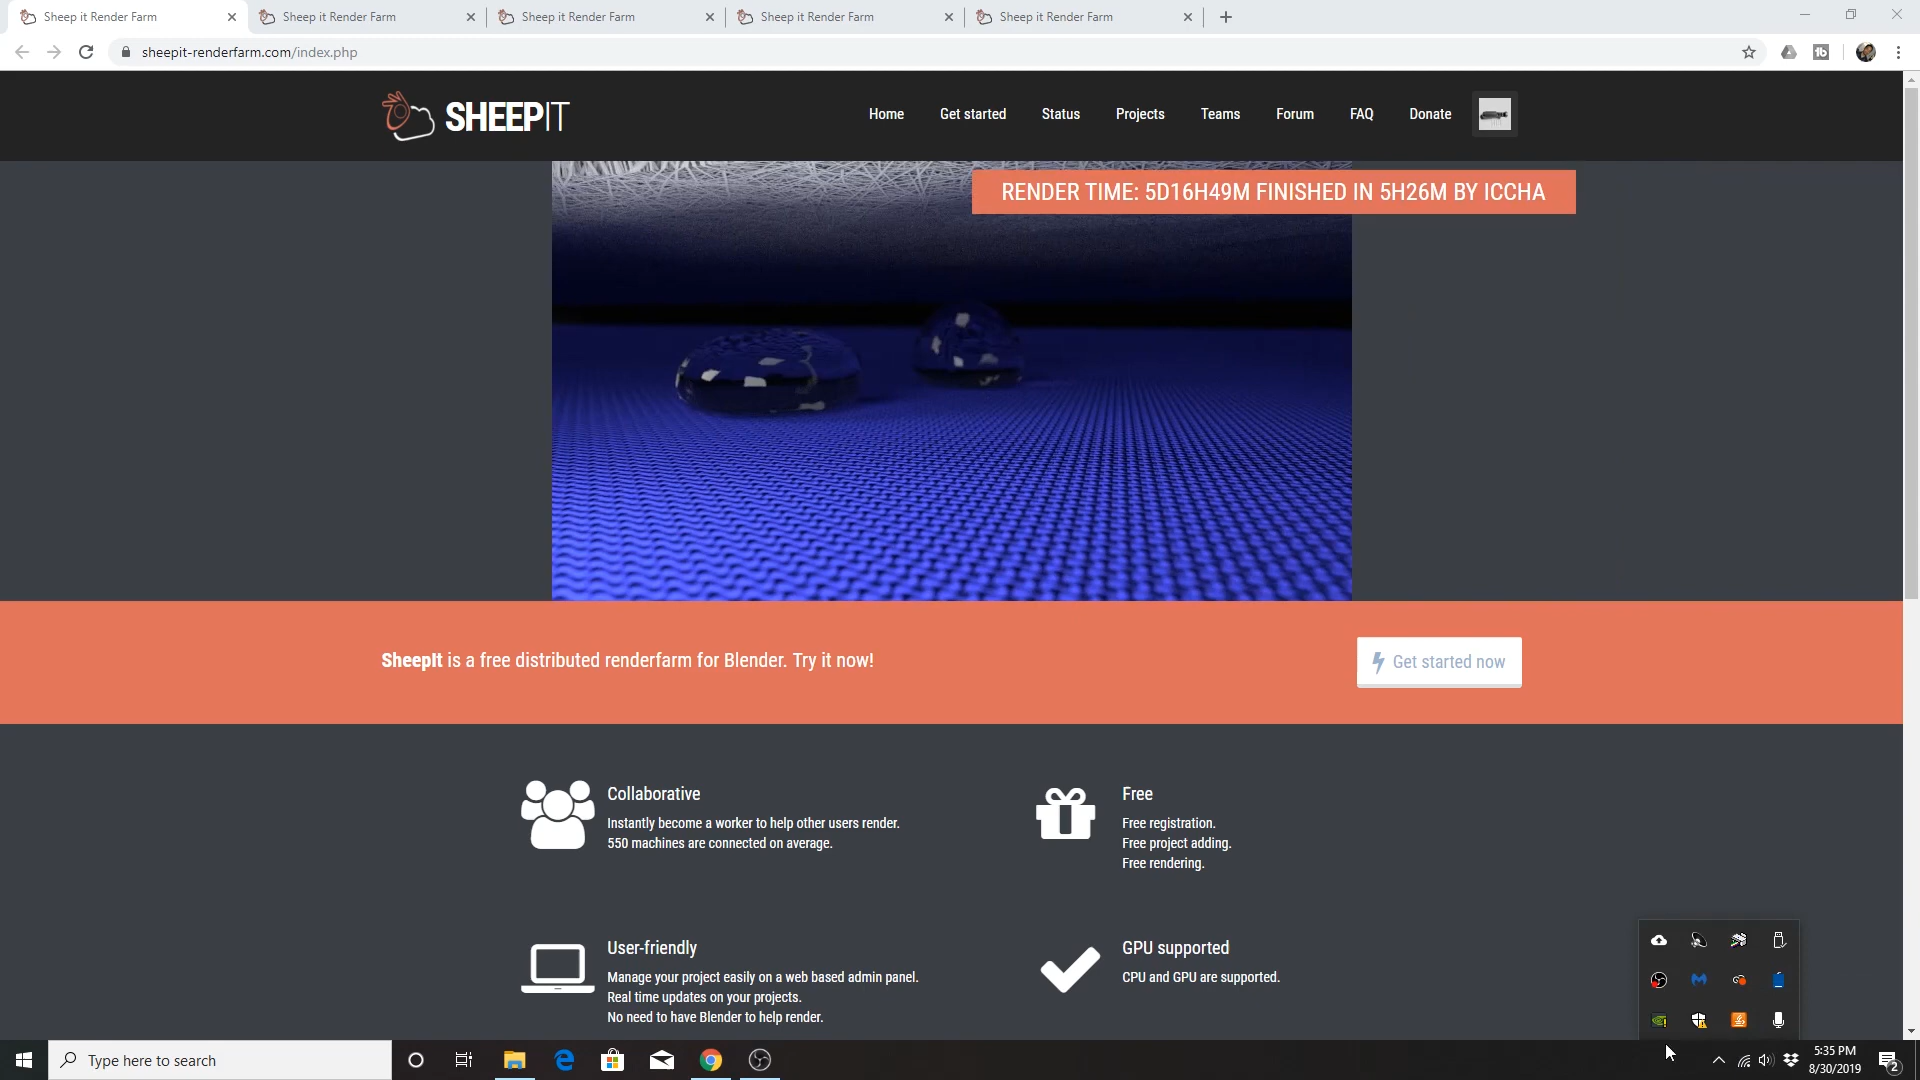 Sheep it Render Farm
Sheep it Render Farm
Sheep it Render Farm
Sheep it Render Farm
Sheep it Render Farm
sheepit-renderfarm.com/index.php
SHEEPIT
Home
Get started
Status
Projects
Teams
Forum
FAQ
Donate
RENDER TIME: 5D16H49M FINISHED IN 5H26M BY ICCHA
SheepIt is a free distributed renderfarm for Blender. Try it now!
Get started now
Collaborative
Instantly become a worker to help other users render.
550 machines are connected on average.
Free
Free registration.
Free project adding.
Free rendering.
User-friendly
Manage your project easily on a web based admin panel.
Real time updates on your projects.
No need to have Blender to help render.
GPU supported
CPU and GPU are supported.
Type here to search
5:35 PM
8/30/2019
2